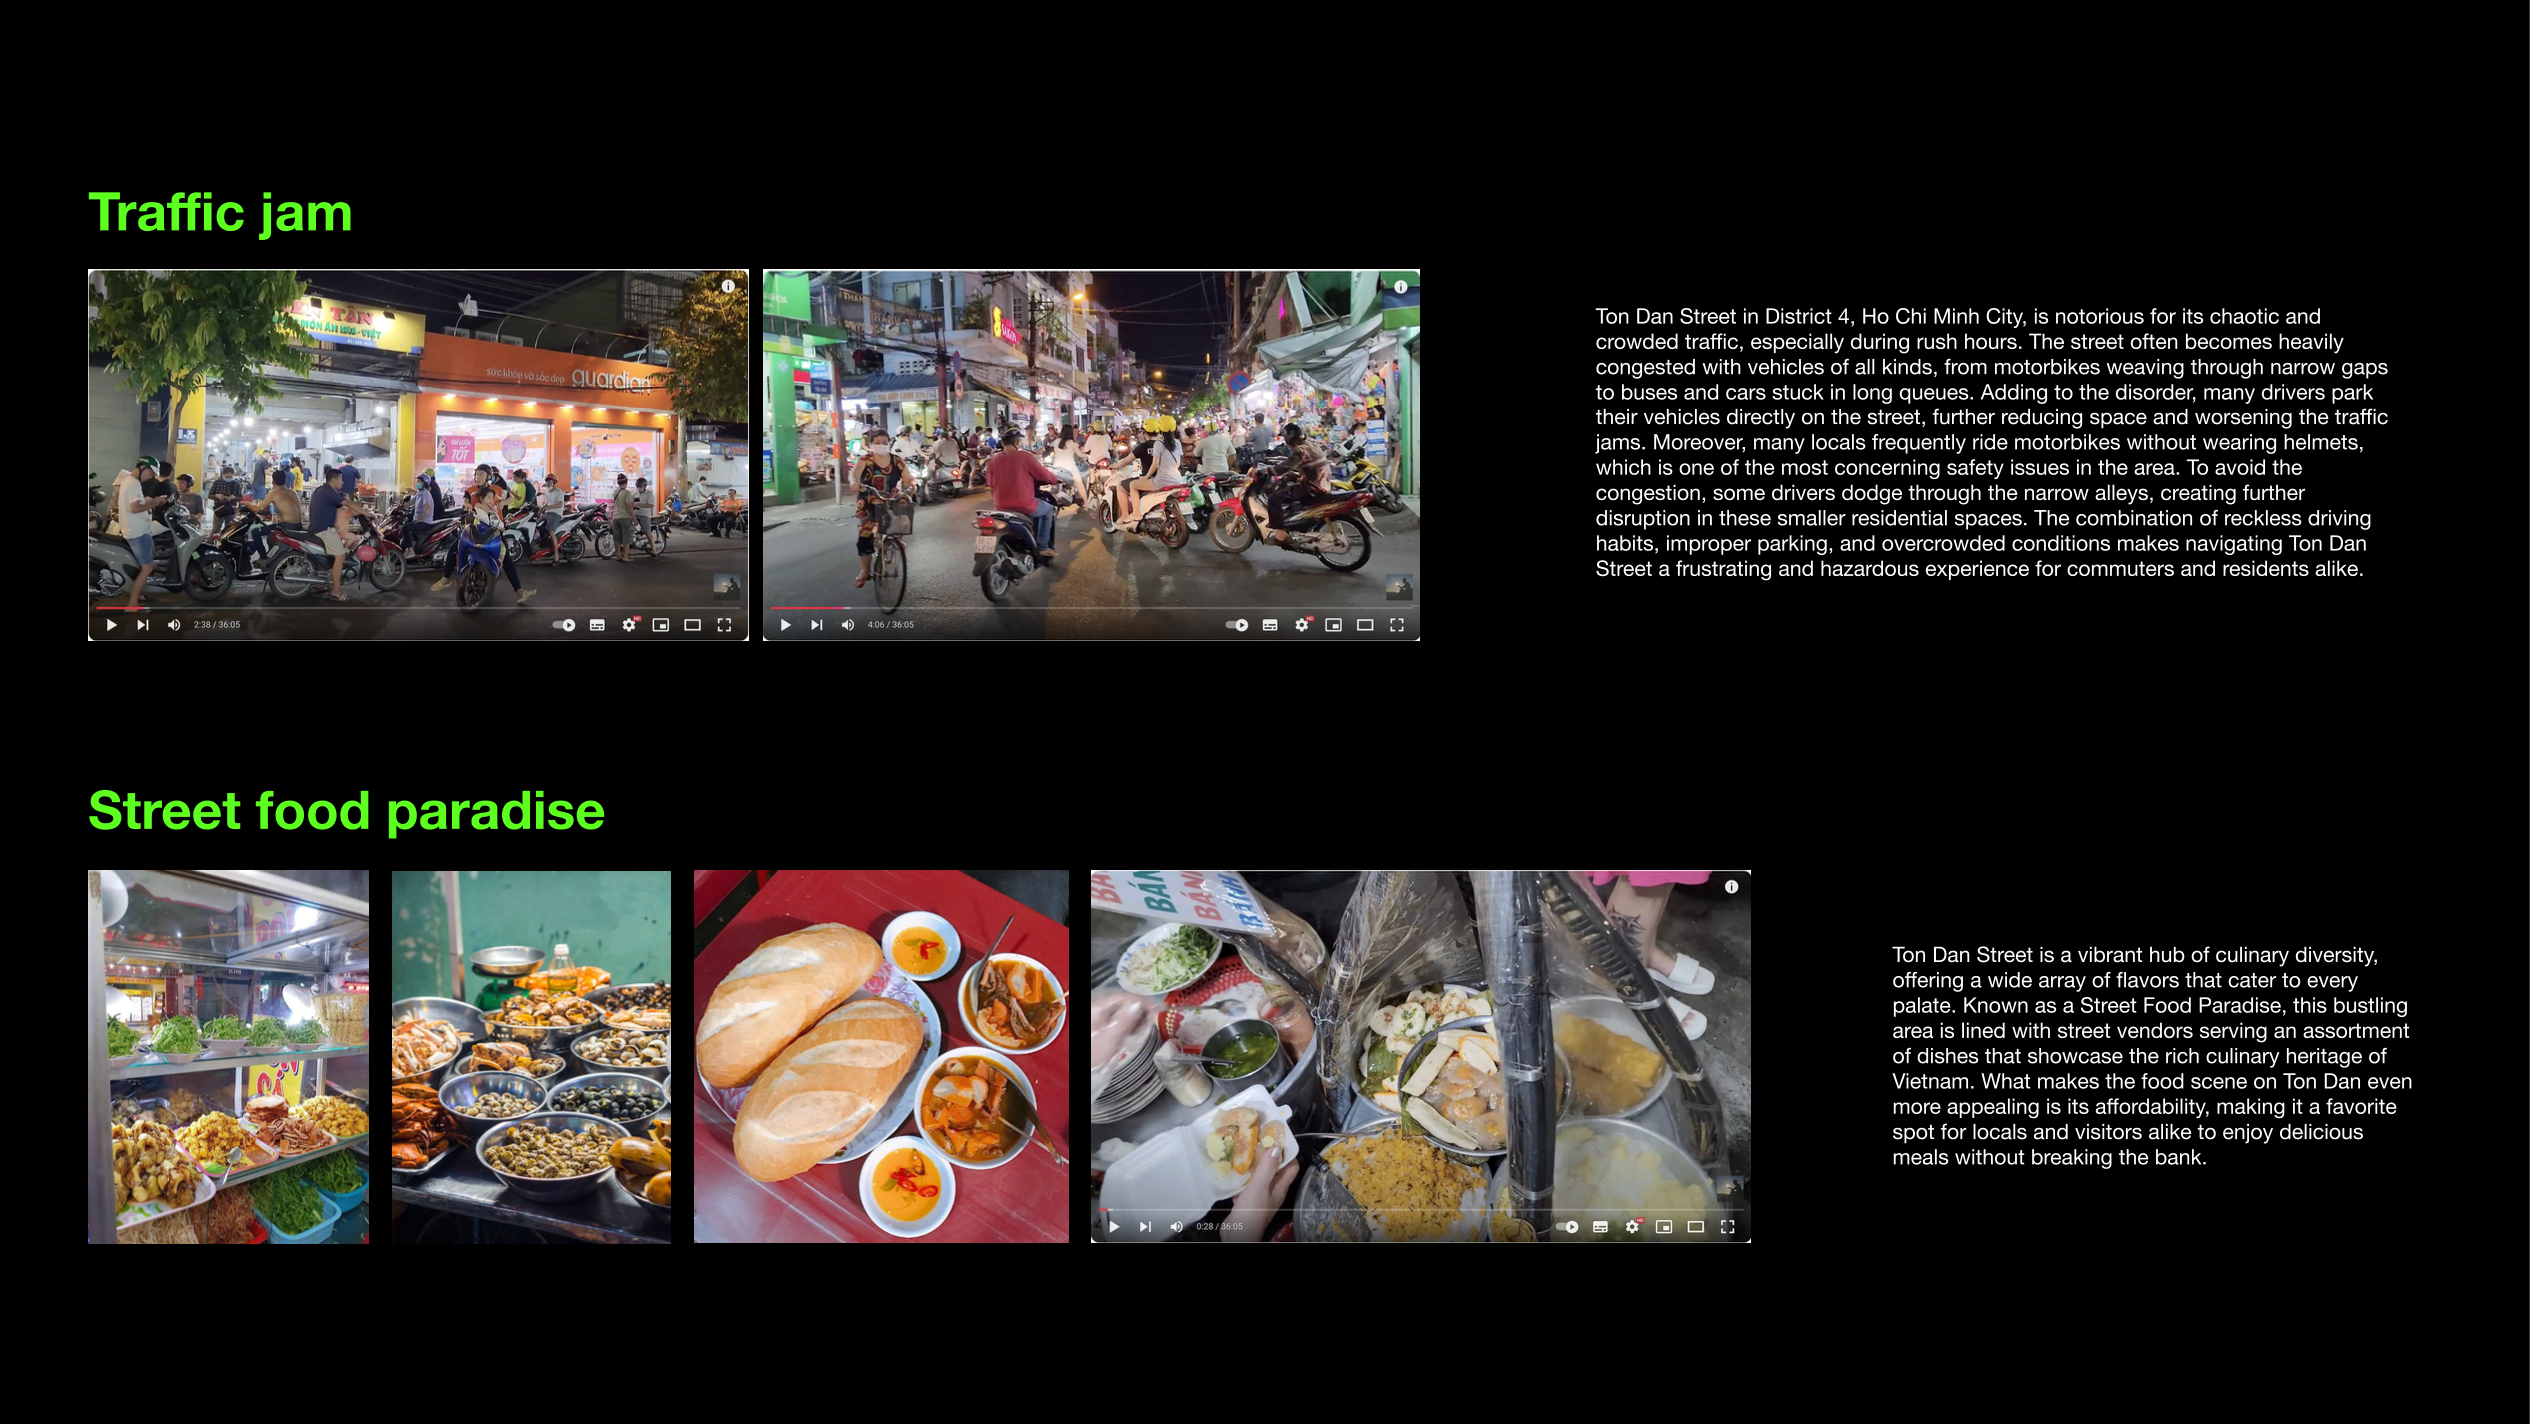 Traffic jam
TÂN
MÓN ĂN
VIỆT
sức khỏe và sắc đẹp guardian
TỐT
2:38 / 36:05
4:06 / 36:05
Ton Dan Street in District 4, Ho Chi Minh City, is notorious for its chaotic and
crowded traffic, especially during rush hours. The street often becomes heavily
congested with vehicles of all kinds, from motorbikes weaving through narrow gaps
to buses and cars stuck in long queues. Adding to the disorder, many drivers park
their vehicles directly on the street, further reducing space and worsening the traffic
jams. Moreover, many locals frequently ride motorbikes without wearing helmets,
which is one of the most concerning safety issues in the area. To avoid the
congestion, some drivers dodge through the narrow alleys, creating further
disruption in these smaller residential spaces. The combination of reckless driving
habits, improper parking, and overcrowded conditions makes navigating Ton Dan
Street a frustrating and hazardous experience for commuters and residents alike.
Street food paradise
BÁN
BÁN
BÁNH
0:28 / 36:05
Ton Dan Street is a vibrant hub of culinary diversity,
offering a wide array of flavors that cater to every
palate. Known as a Street Food Paradise, this bustling
area is lined with street vendors serving an assortment
of dishes that showcase the rich culinary heritage of
Vietnam. What makes the food scene on Ton Dan even
more appealing is its affordability, making it a favorite
spot for locals and visitors alike to enjoy delicious
meals without breaking the bank.